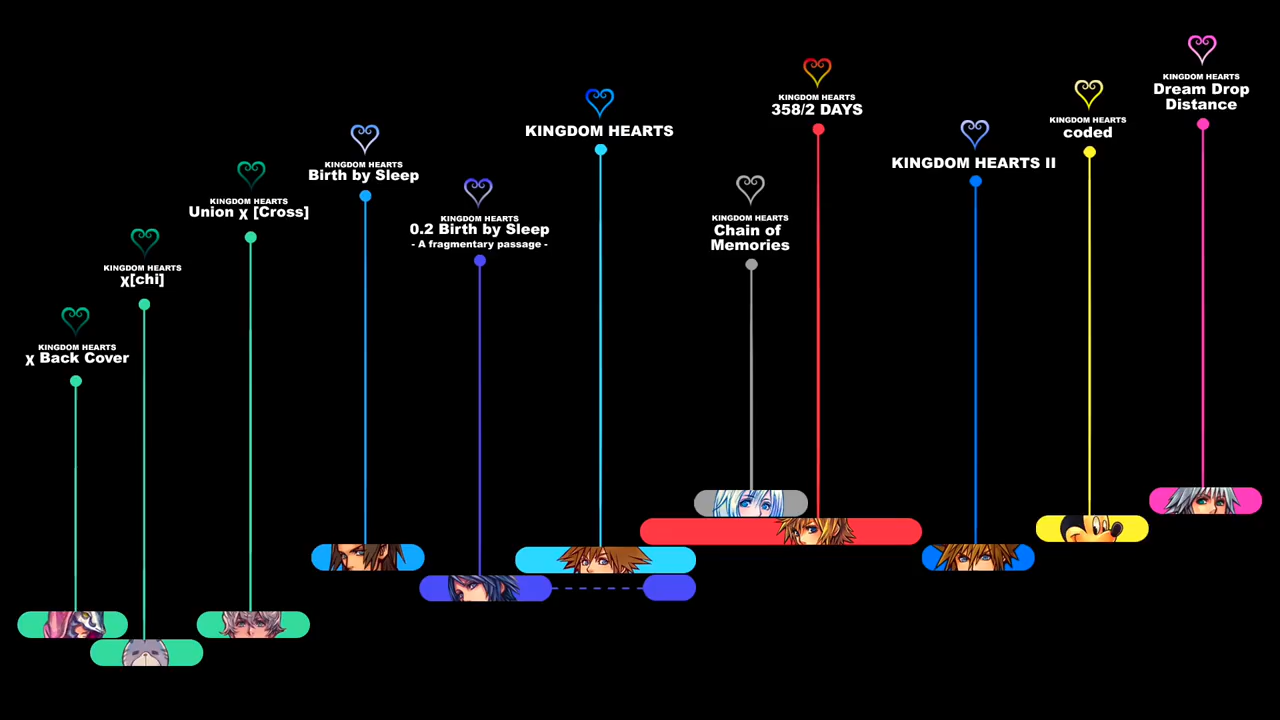 KINGDOM HEARTS
χ Back Cover
KINGDOM HEARTS
χ[chi]
KINGDOM HEARTS
Union χ [Cross]
KINGDOM HEARTS
Birth by Sleep
KINGDOM HEARTS
0.2 Birth by Sleep
- A fragmentary passage -
KINGDOM HEARTS
KINGDOM HEARTS
Chain of
Memories
KINGDOM HEARTS
358/2 DAYS
KINGDOM HEARTS II
KINGDOM HEARTS
coded
KINGDOM HEARTS
Dream Drop
Distance